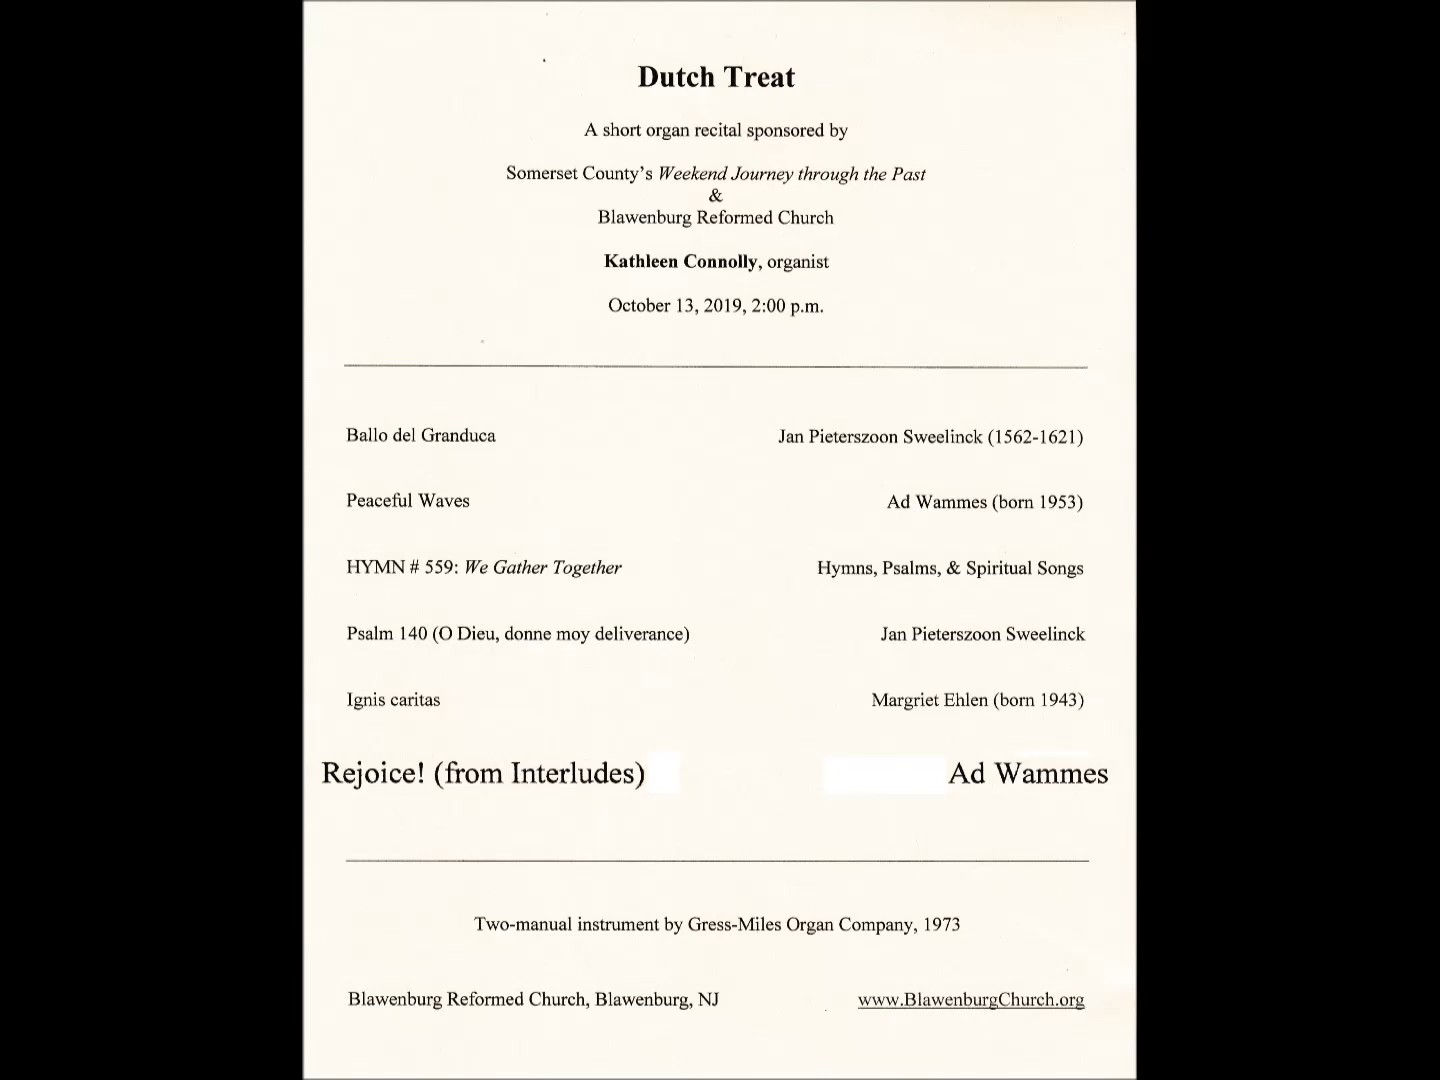 Dutch Treat
A short organ recital sponsored by
Somerset County's Weekend Journey through the Past
&
Blawenburg Reformed Church
Kathleen Connolly, organist
October 13, 2019, 2:00 p.m.
Ballo del Granduca Jan Pieterszoon Sweelinck (1562-1621)
Peaceful Waves Ad Wammes (born 1953)
HYMN # 559: We Gather Together Hymns, Psalms, & Spiritual Songs
Psalm 140 (O Dieu, donne moy deliverance) Jan Pieterszoon Sweelinck
Ignis caritas Margriet Ehlen (born 1943)
Rejoice! (from Interludes) Ad Wammes
Two-manual instrument by Gress-Miles Organ Company, 1973
Blawenburg Reformed Church, Blawenburg, NJ www.BlawenburgChurch.org